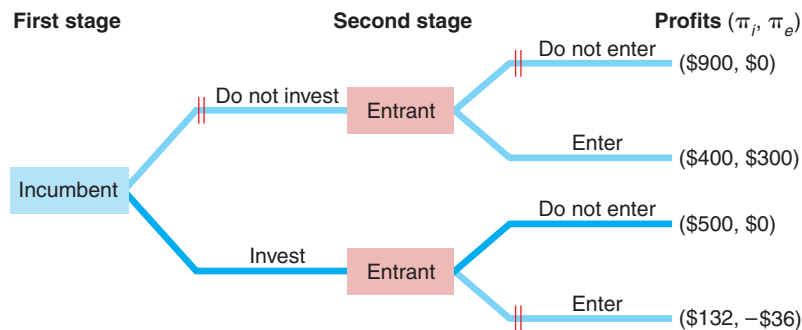 First stage
Second stage
Profits (πi, πe)
Do not enter
($900, $0)
Do not invest
Entrant
Enter
($400, $300)
Incumbent
Do not enter
($500, $0)
Invest
Entrant
Enter
($132, –$36)